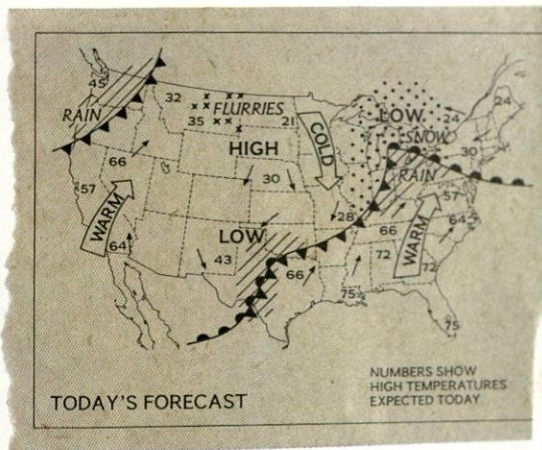 45
RAIN
32
35
FLURRIES
21
HIGH
COLD
LOW
24
24
SNOW
30
RAIN
66
57
WARM
64
30
28
LOW
43
66
66
WARM
57
64
72
72
75
75
TODAY'S FORECAST
NUMBERS SHOW
HIGH TEMPERATURES
EXPECTED TODAY